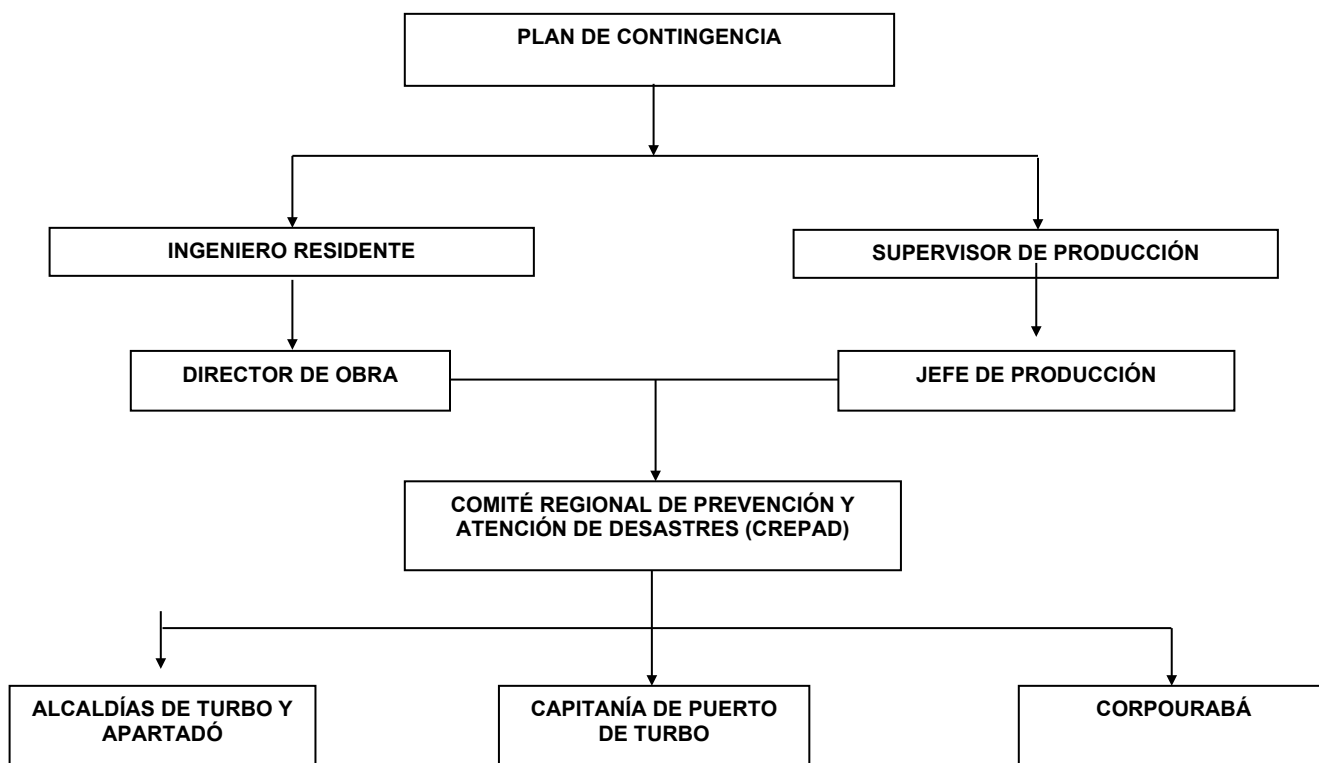 PLAN DE CONTINGENCIA
INGENIERO RESIDENTE
SUPERVISOR DE PRODUCCIÓN
DIRECTOR DE OBRA
JEFE DE PRODUCCIÓN
COMITÉ REGIONAL DE PREVENCIÓN Y
ATENCIÓN DE DESASTRES (CREPAD)
ALCALDÍAS DE TURBO Y
APARTADÓ
CAPITANÍA DE PUERTO
DE TURBO
CORPOURABÁ